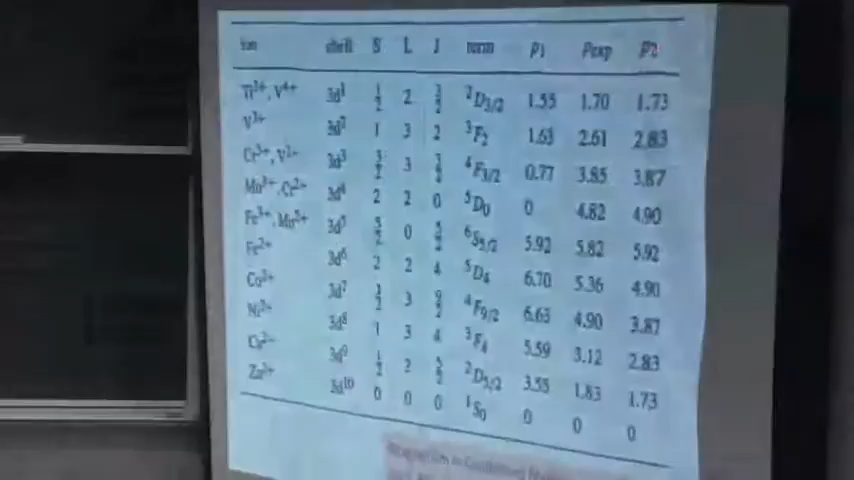 ion shell S L J term p1 pexp p2
Ti³⁺, V⁴⁺ 3d¹ 1/2 2 3/2 ²D₃/₂ 1.55 1.70 1.73
V³⁺ 3d² 1 3 2 ³F₂ 1.63 2.61 2.83
Cr³⁺, V²⁺ 3d³ 3/2 3 3/2 ⁴F₃/₂ 0.77 3.85 3.87
Mn³⁺, Cr²⁺ 3d⁴ 2 2 0 ⁵D₀ 0 4.82 4.90
Fe³⁺, Mn²⁺ 3d⁵ 5/2 0 5/2 ⁶S₅/₂ 5.92 5.82 5.92
Fe²⁺ 3d⁶ 2 2 4 ⁵D₄ 6.70 5.36 4.90
Co²⁺ 3d⁷ 3/2 3 9/2 ⁴F₉/₂ 6.63 4.90 3.87
Ni²⁺ 3d⁸ 1 3 4 ³F₄ 5.59 3.12 2.83
Cu²⁺ 3d⁹ 1/2 2 5/2 ²D₅/₂ 3.55 1.83 1.73
Zn²⁺ 3d¹⁰ 0 0 0 ¹S₀ 0 0 0
Magnetism in Condensed